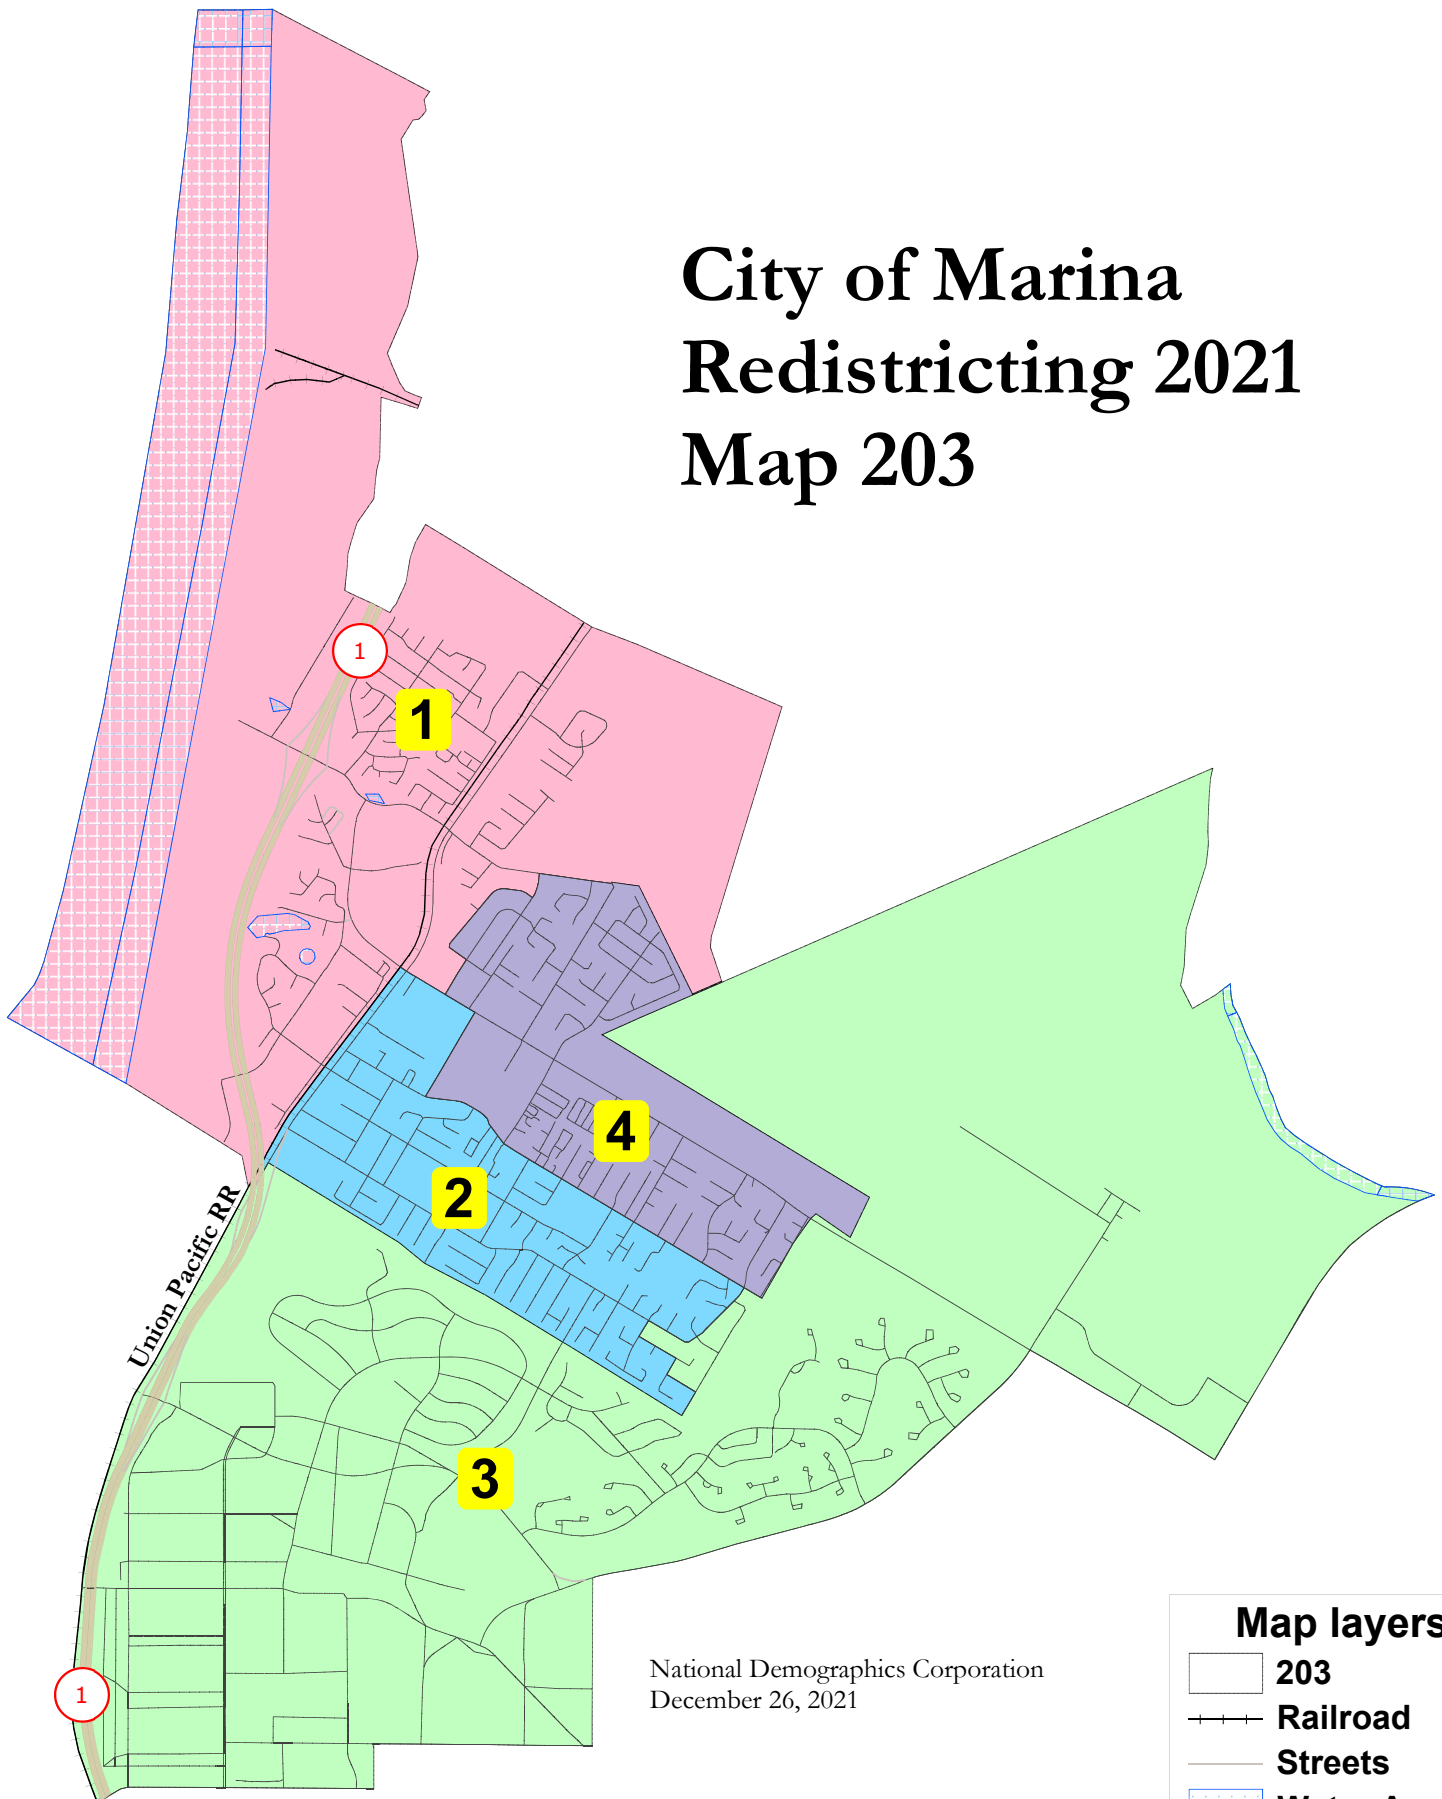 City of Marina
Redistricting 2021
Map 203
1
1
4
2
Union Pacific RR
3
1
National Demographics Corporation
December 26, 2021
Map layers
203
Railroad
Streets